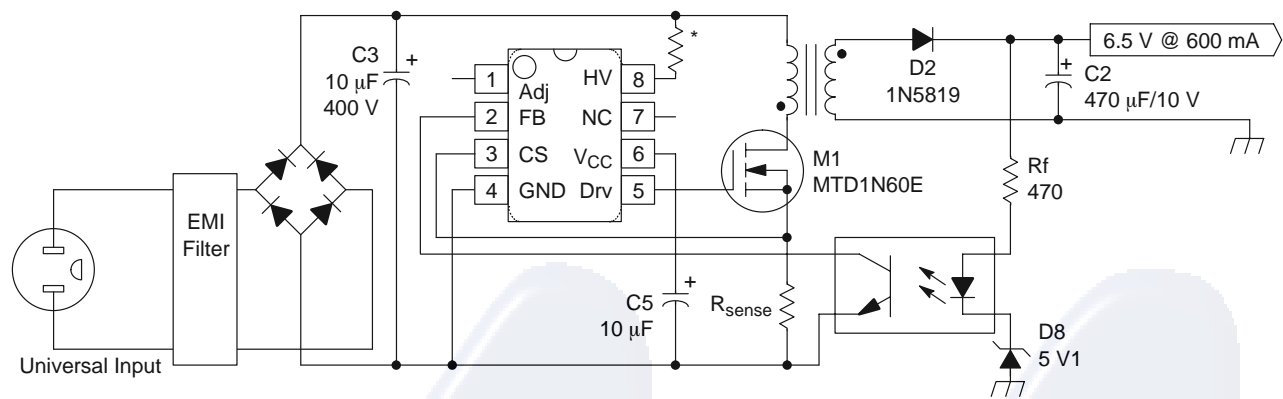 C3
10 μF
400 V
+
*
1
Adj
HV
8
2
FB
NC
7
3
CS
VCC
6
4
GND
Drv
5
D2
1N5819
6.5 V @ 600 mA
+
C2
470 μF/10 V
M1
MTD1N60E
Rf
470
EMI
Filter
Universal Input
C5
10 μF
+
Rsense
D8
5 V1